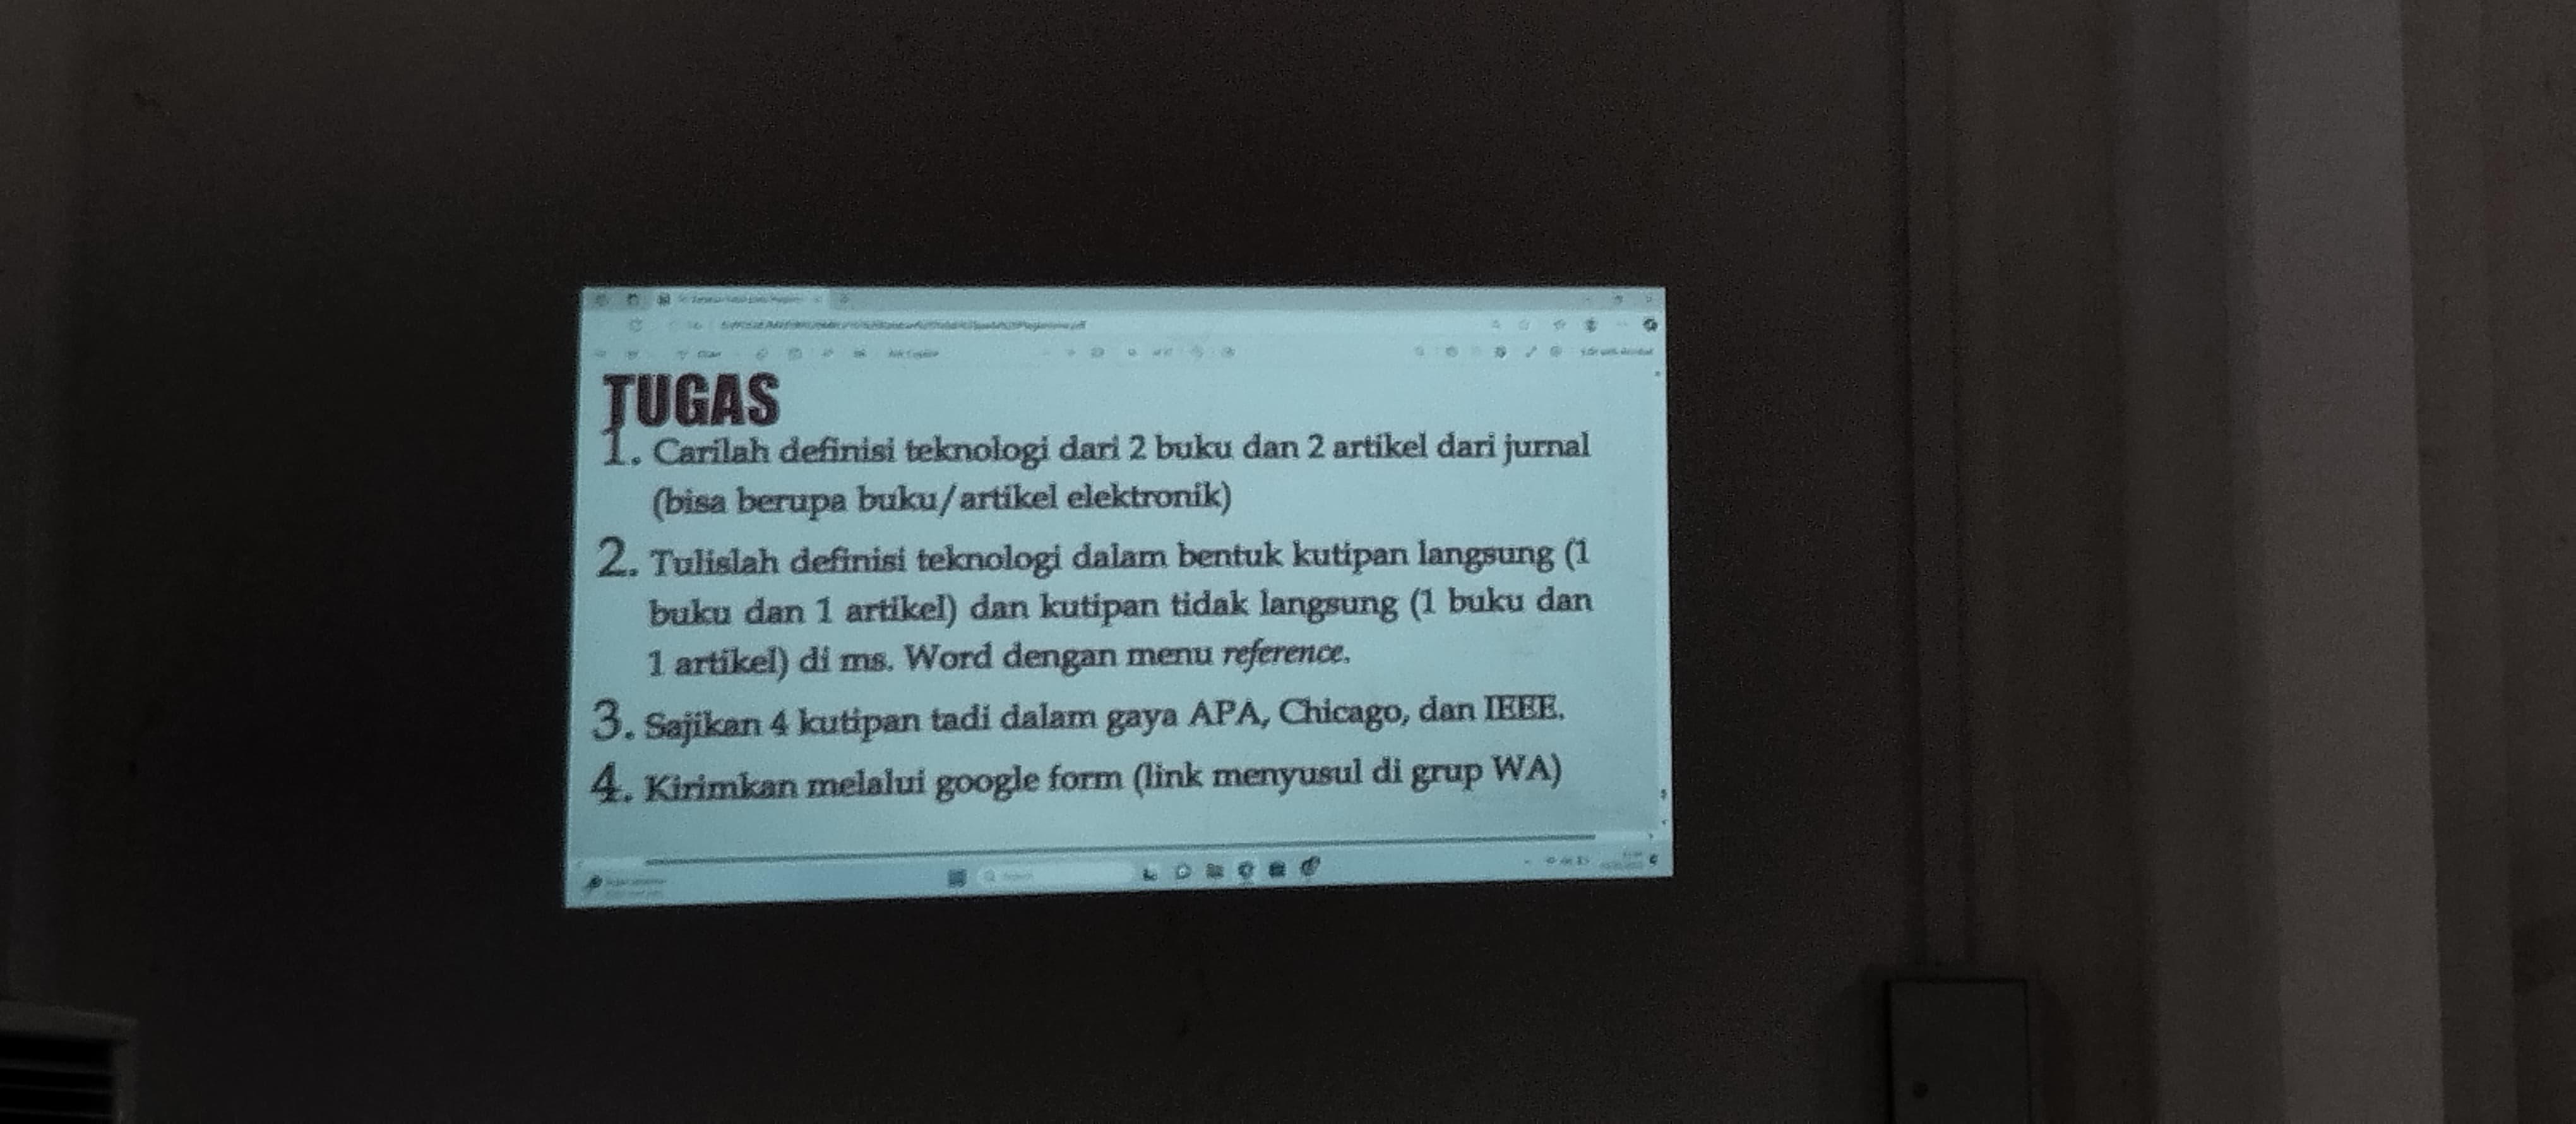 TUGAS
1. Carilah definisi teknologi dari 2 buku dan 2 artikel dari jurnal
(bisa berupa buku/artikel elektronik)
2. Tulislah definisi teknologi dalam bentuk kutipan langsung (1
buku dan 1 artikel) dan kutipan tidak langsung (1 buku dan
1 artikel) di ms. Word dengan menu reference.
3. Sajikan 4 kutipan tadi dalam gaya APA, Chicago, dan IEEE.
4. Kirimkan melalui google form (link menyusul di grup WA)